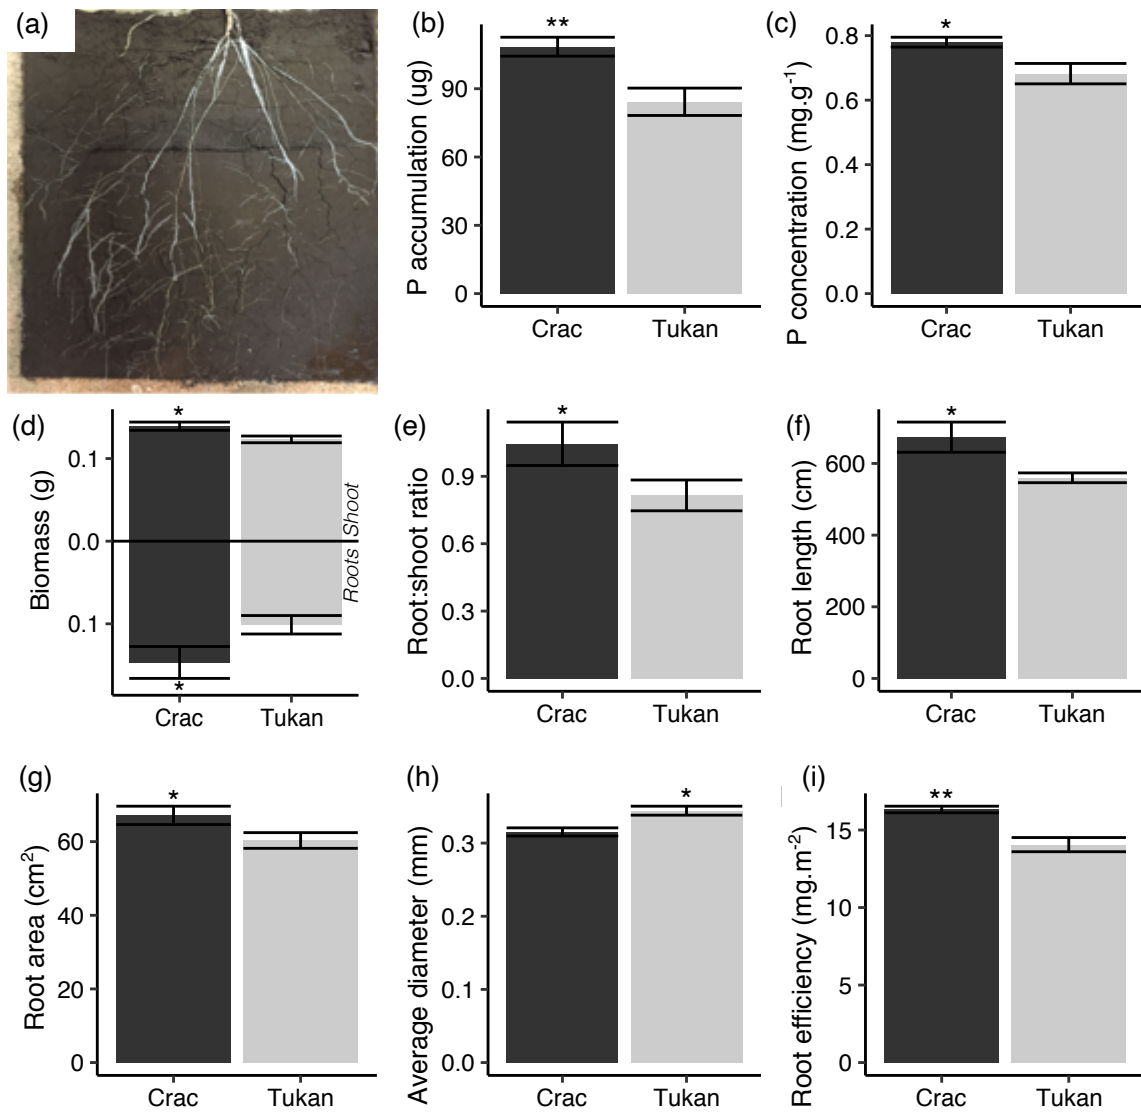 (a)
(b)
P accumulation (ug)
90
60
30
0
**
Crac
Tukan
(c)
P concentration (mg.g⁻¹)
0.8
0.6
0.4
0.2
0.0
*
Crac
Tukan
(d)
Biomass (g)
0.1
0.0
0.1
*
*
Roots
Shoot
Crac
Tukan
(e)
Root:shoot ratio
0.9
0.6
0.3
0.0
*
Crac
Tukan
(f)
Root length (cm)
600
400
200
0
*
Crac
Tukan
(g)
Root area (cm²)
60
40
20
0
*
Crac
Tukan
(h)
Average diameter (mm)
0.3
0.2
0.3
0.0
*
Crac
Tukan
(i)
Root efficiency (mg.m⁻²)
15
10
5
0
**
Crac
Tukan